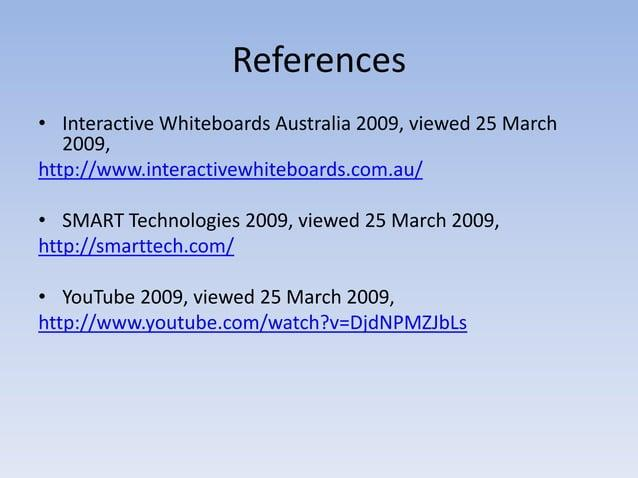 References
• Interactive Whiteboards Australia 2009, viewed 25 March
2009,
http://www.interactivewhiteboards.com.au/
• SMART Technologies 2009, viewed 25 March 2009,
http://smarttech.com/
• YouTube 2009, viewed 25 March 2009,
http://www.youtube.com/watch?v=DjdNPMZJbLs